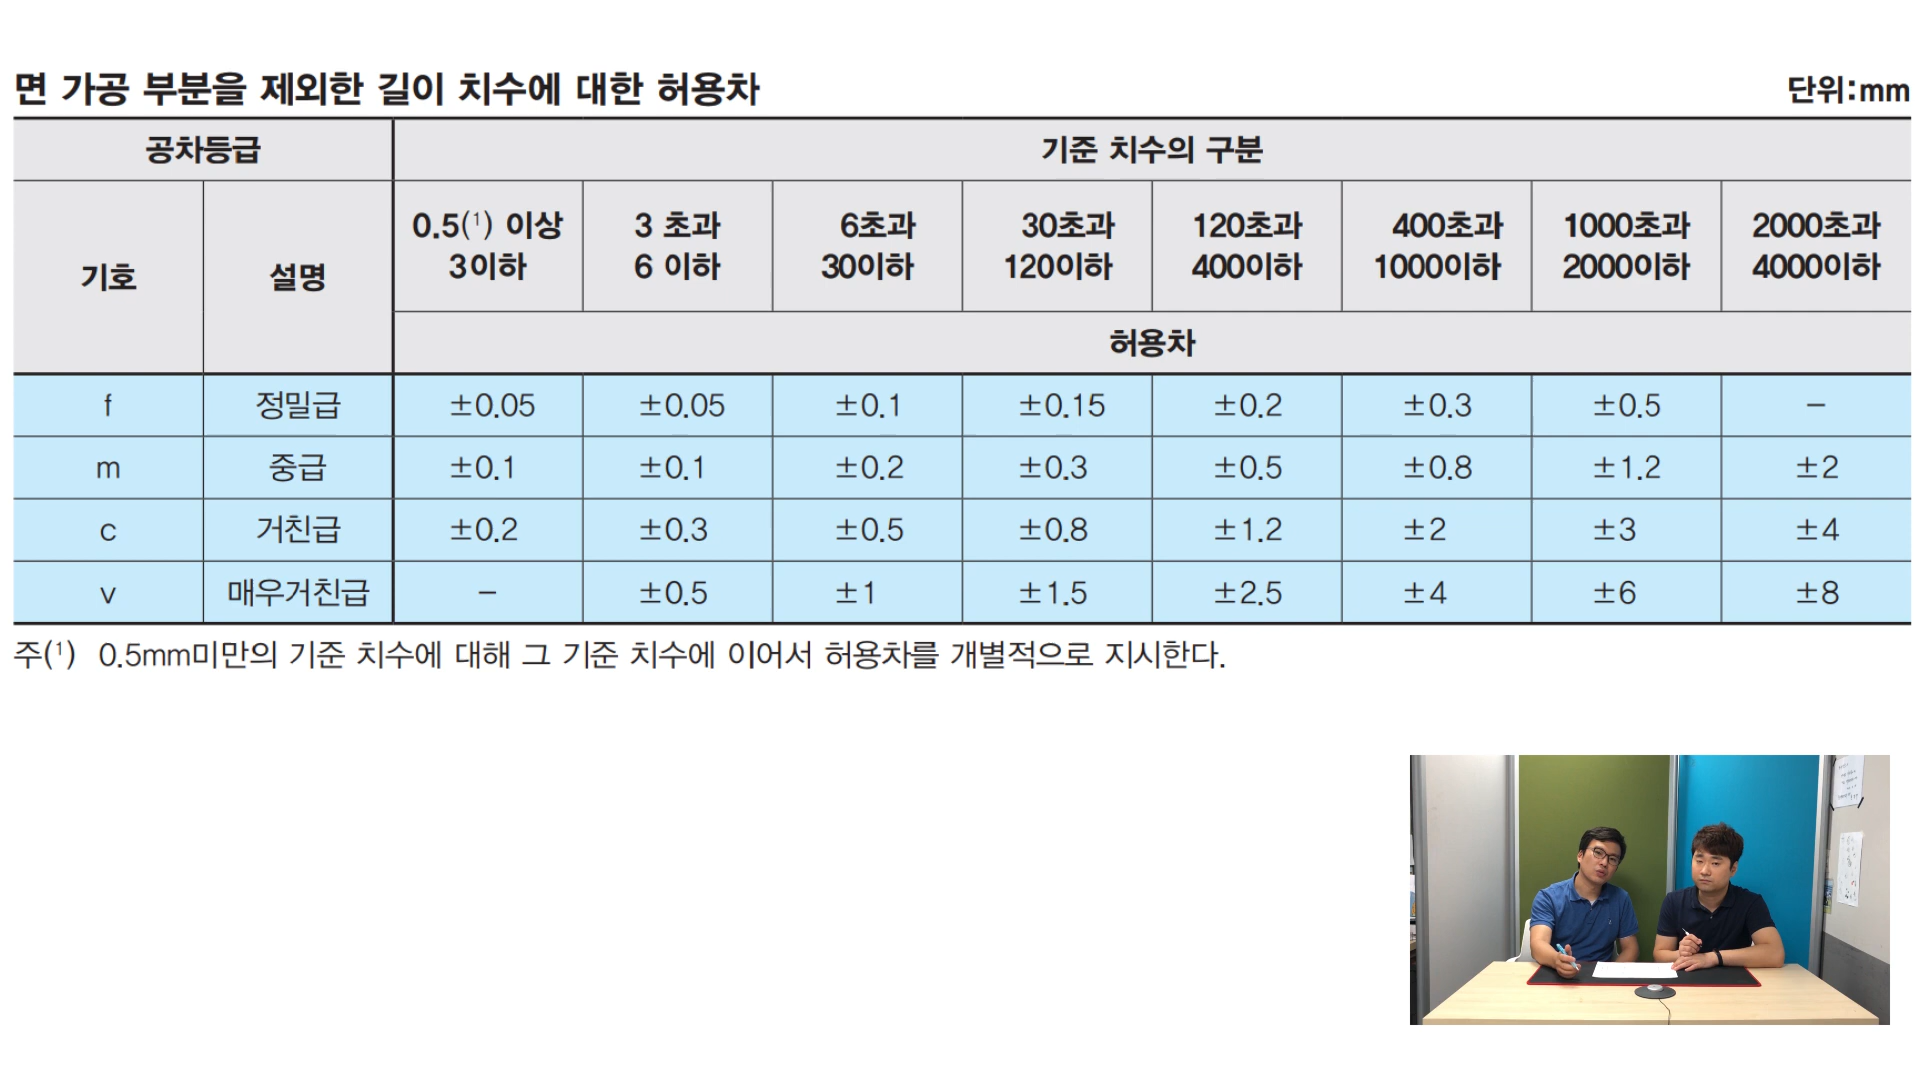 면 가공 부분을 제외한 길이 치수에 대한 허용차
단위:mm
공차등급 기준 치수의 구분
기호 설명 0.5(¹) 이상 3이하 3 초과 6 이하 6초과 30이하 30초과 120이하 120초과 400이하 400초과 1000이하 1000초과 2000이하 2000초과 4000이하
허용차
f 정밀급 ±0.05 ±0.05 ±0.1 ±0.15 ±0.2 ±0.3 ±0.5 –
m 중급 ±0.1 ±0.1 ±0.2 ±0.3 ±0.5 ±0.8 ±1.2 ±2
c 거친급 ±0.2 ±0.3 ±0.5 ±0.8 ±1.2 ±2 ±3 ±4
v 매우거친급 – ±0.5 ±1 ±1.5 ±2.5 ±4 ±6 ±8
주(¹) 0.5mm미만의 기준 치수에 대해 그 기준 치수에 이어서 허용차를 개별적으로 지시한다.